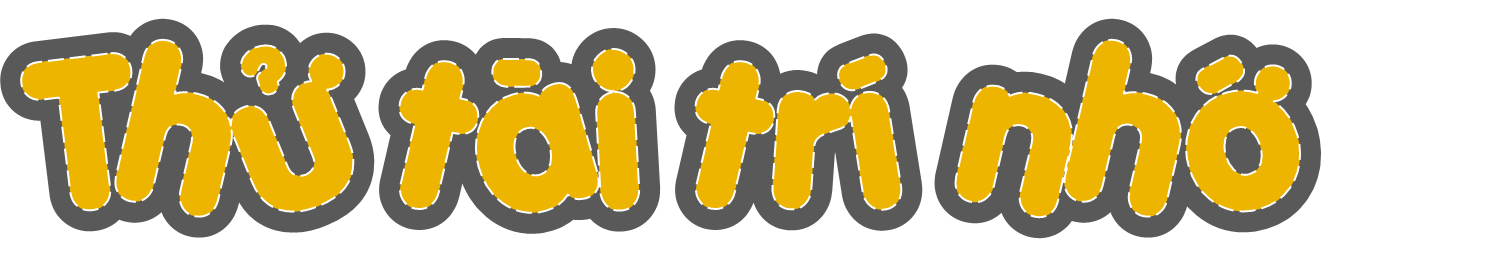 Thử tài trí nhớ